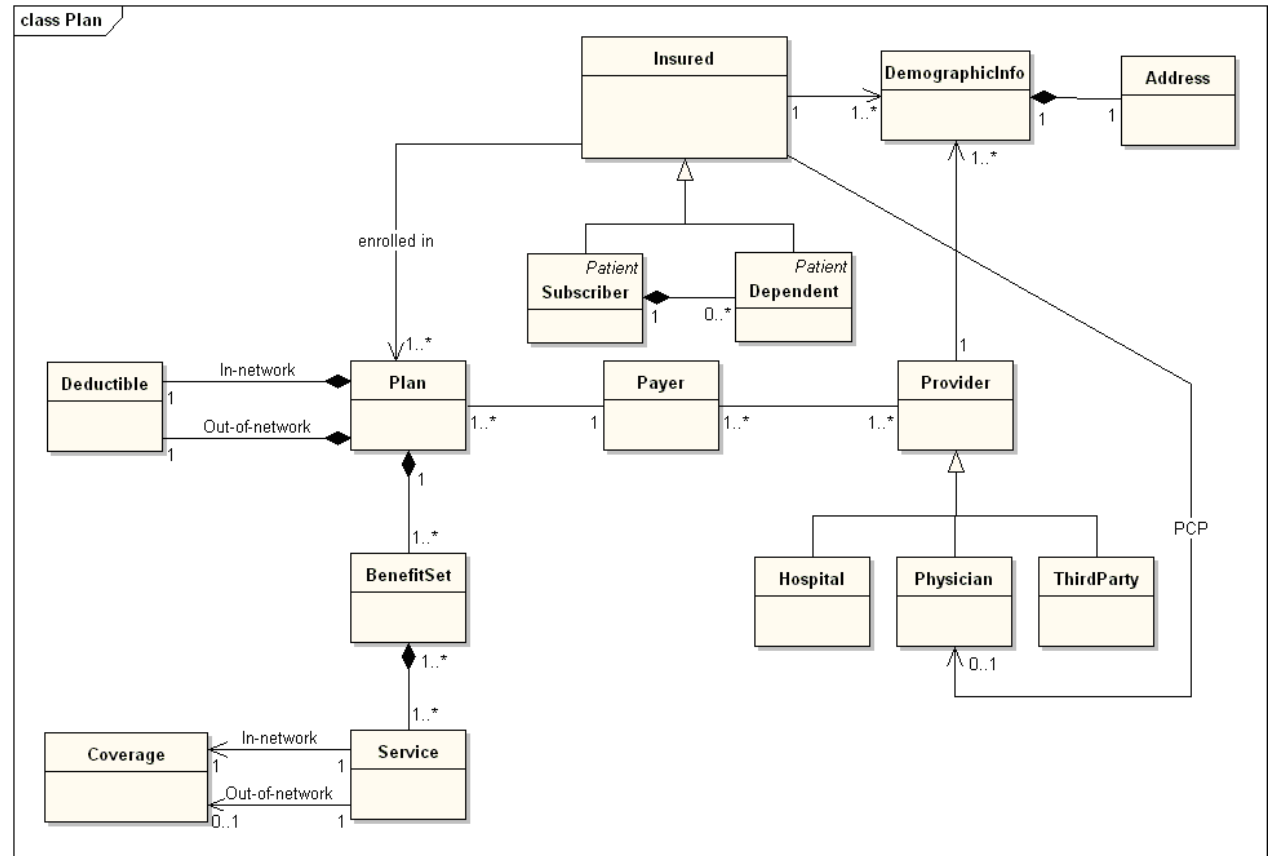 class Plan
Insured
DemographicInfo
Address
1
1..*
1
1
1..*
enrolled in
Patient
Subscriber
Patient
Dependent
1
0..*
1..*
1
Deductible
In-network
1
Out-of-network
1
Plan
1..*
1
Payer
1..*
1..*
Provider
1
1..*
PCP
BenefitSet
Hospital
Physician
ThirdParty
1..*
0..1
1..*
Coverage
In-network
1
1
Out-of-network
0..1
1
Service